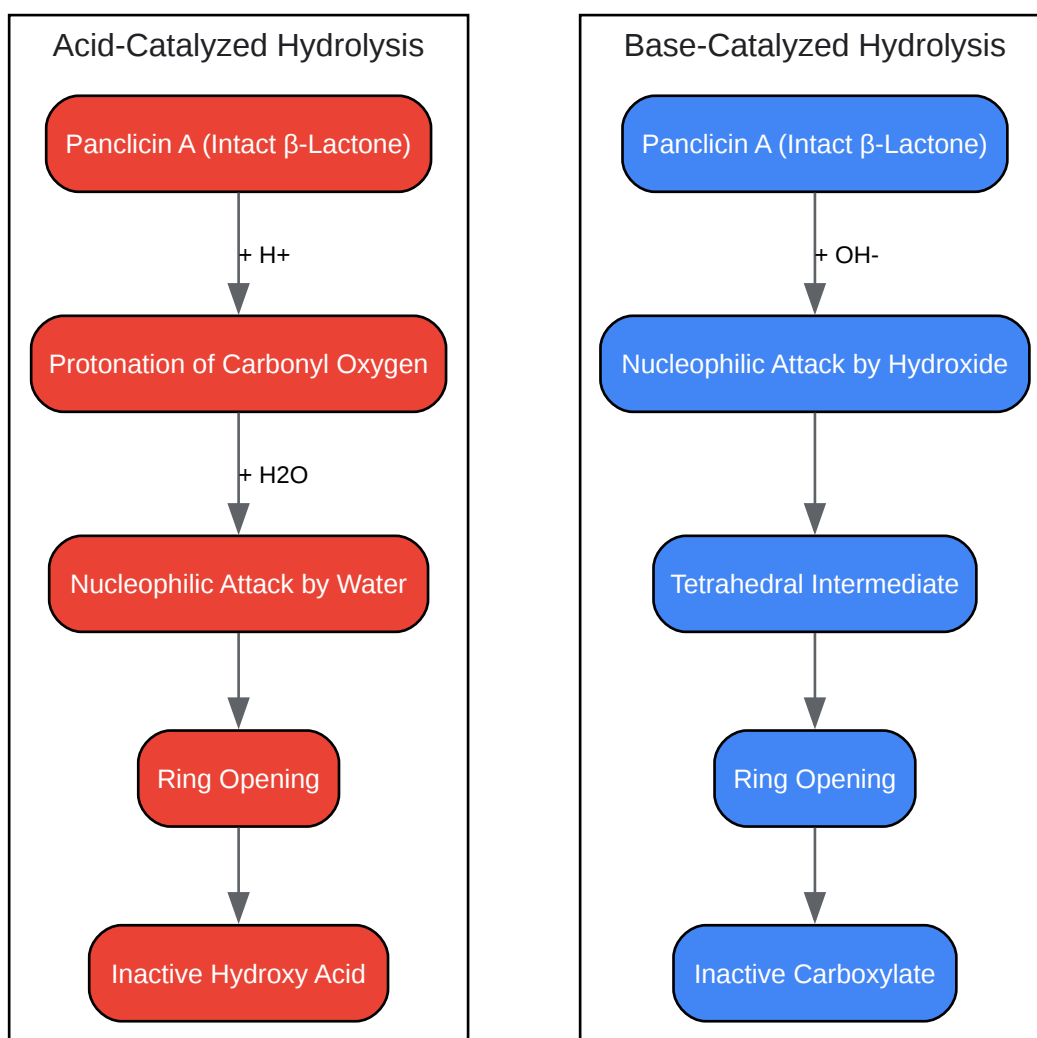 Acid-Catalyzed Hydrolysis
Panclicin A (Intact β-Lactone)
+ H+
Protonation of Carbonyl Oxygen
+ H2O
Nucleophilic Attack by Water
Ring Opening
Inactive Hydroxy Acid
Base-Catalyzed Hydrolysis
Panclicin A (Intact β-Lactone)
+ OH-
Nucleophilic Attack by Hydroxide
Tetrahedral Intermediate
Ring Opening
Inactive Carboxylate